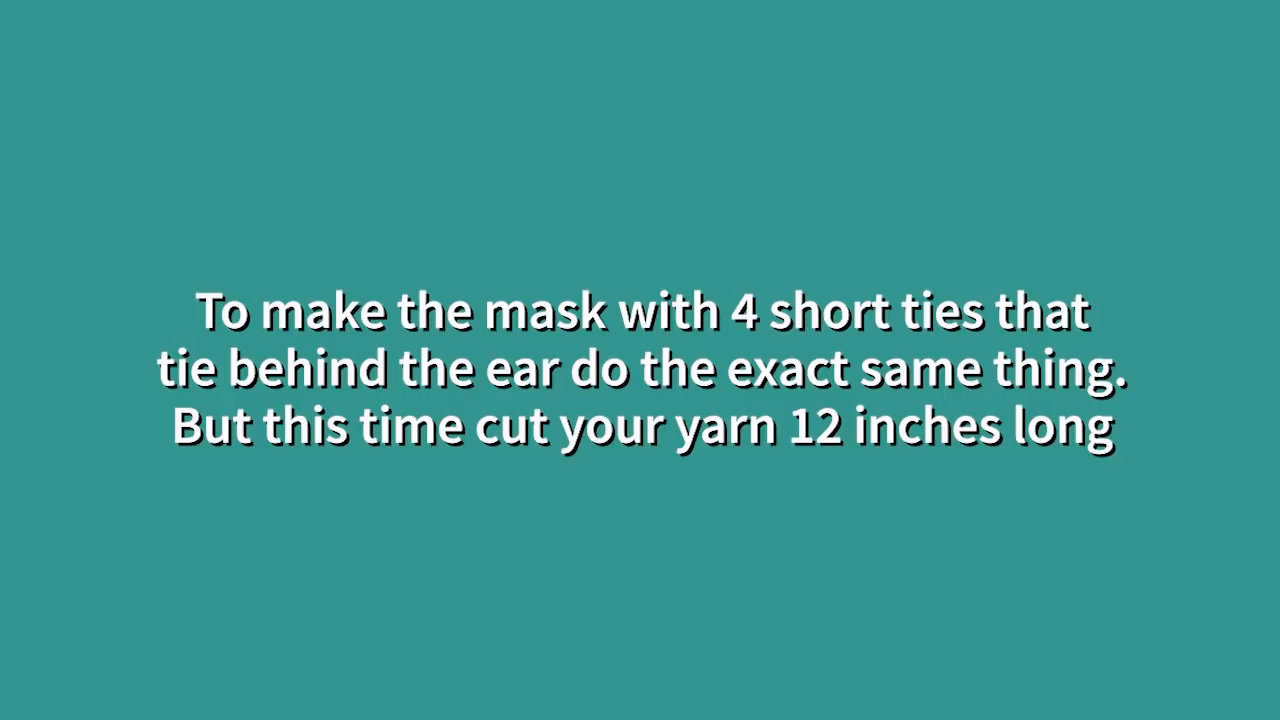 To make the mask with 4 short ties that
tie behind the ear do the exact same thing.
But this time cut your yarn 12 inches long